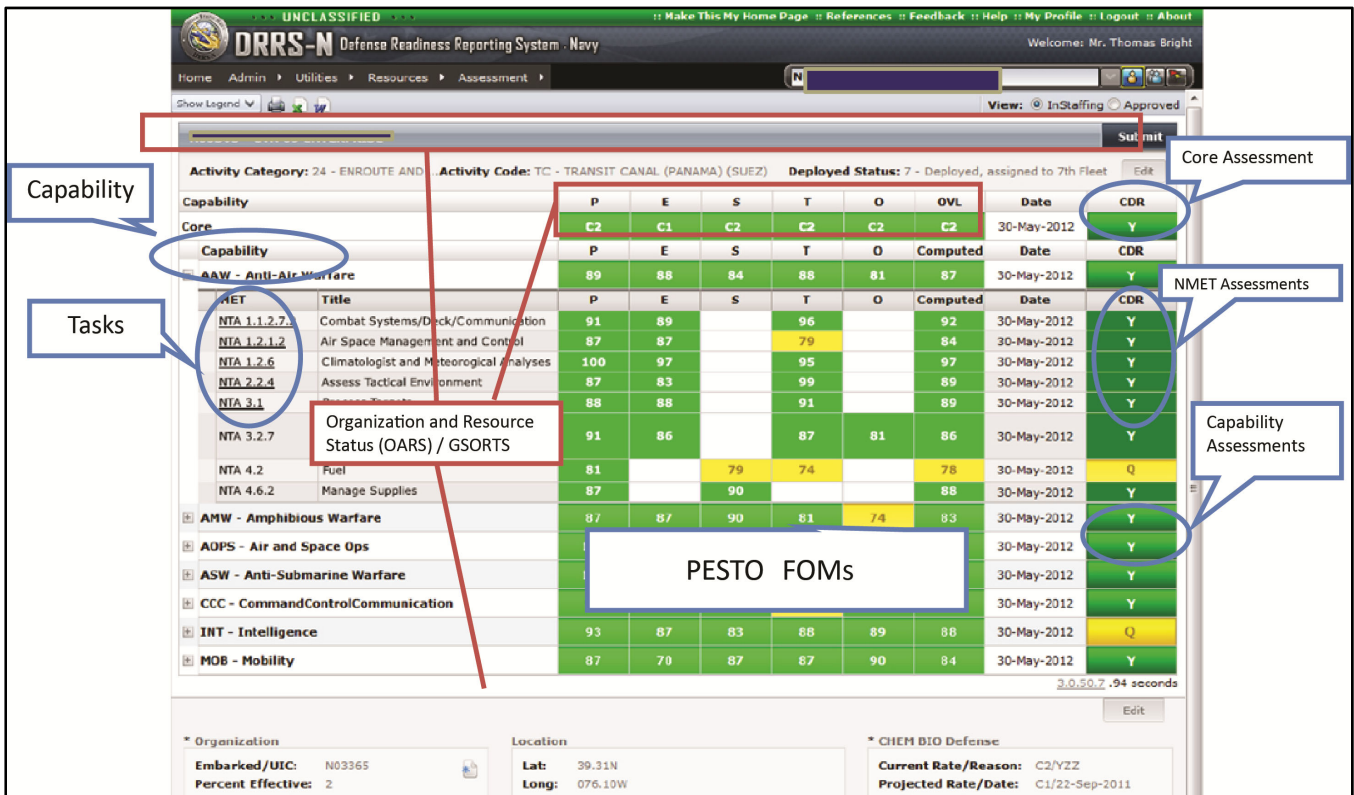 UNCLASSIFIED
:: Make This My Home Page :: References :: Feedback :: Help :: My Profile :: Logout :: About
DRRS-N Defense Readiness Reporting System - Navy
Welcome: Mr. Thomas Bright
Home Admin Utilities Resources Assessment N
Show Legend View: InStaffing Approved
Submit
Core Assessment
Activity Category: 24 - ENROUTE AND ... Activity Code: TC - TRANSIT CANAL (PANAMA) (SUEZ) Deployed Status: 7 - Deployed, assigned to 7th Fleet Edit
Capability
Capability P E S T O OVL Date CDR
Core C2 C1 C2 C2 C2 C2 30-May-2012 Y
Capability P E S T O Computed Date CDR
AAW - Anti-Air Warfare 89 88 84 88 81 87 30-May-2012 Y
NMET Assessments
MET Title P E S T O Computed Date CDR
Tasks
NTA 1.1.2.7. Combat Systems/Deck/Communication 91 89 96 92 30-May-2012 Y
NTA 1.2.1.2 Air Space Management and Control 87 87 79 84 30-May-2012 Y
NTA 1.2.6 Climatologist and Meteorogical Analyses 100 97 95 97 30-May-2012 Y
NTA 2.2.4 Assess Tactical Environment 87 83 99 89 30-May-2012 Y
NTA 3.1 88 88 91 89 30-May-2012 Y
Organization and Resource
Status (OARS) / GSORTS
Capability
Assessments
NTA 3.2.7 91 86 87 81 86 30-May-2012 Y
NTA 4.2 Fuel 81 79 74 78 30-May-2012 Q
NTA 4.6.2 Manage Supplies 87 90 88 30-May-2012 Y
AMW - Amphibious Warfare 87 87 90 81 74 83 30-May-2012 Y
AOPS - Air and Space Ops 30-May-2012 Y
PESTO FOMs
ASW - Anti-Submarine Warfare 30-May-2012 Y
CCC - CommandControlCommunication 30-May-2012 Y
INT - Intelligence 93 87 83 88 89 88 30-May-2012 Q
MOB - Mobility 87 70 87 87 90 84 30-May-2012 Y
3.0.50.7 .94 seconds
Edit
* Organization Location * CHEM BIO Defense
Embarked/UIC: N03365 Lat: 39.31N Current Rate/Reason: C2/YZZ
Percent Effective: 2 Long: 076.10W Projected Rate/Date: C1/22-Sep-2011